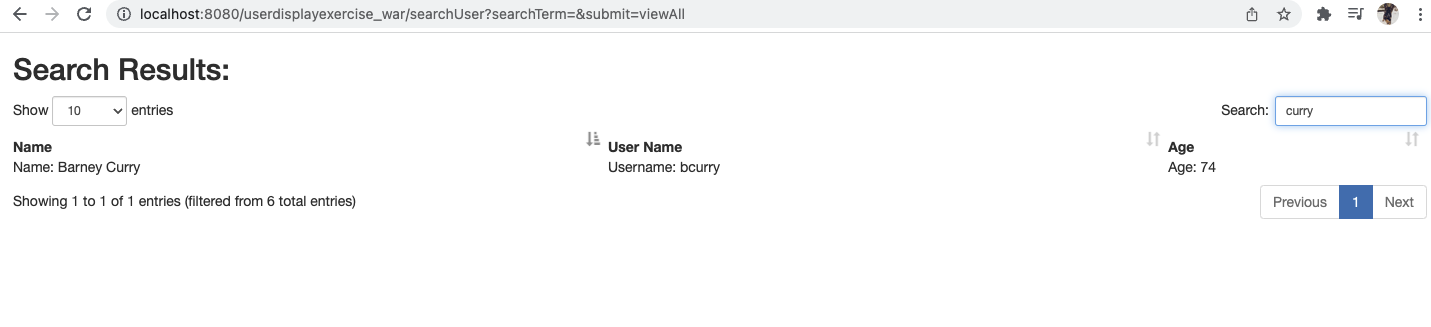 localhost:8080/userdisplayexercise_war/searchUser?searchTerm=&submit=viewAll
Search Results:
Show 10 entries Search: curry
Name User Name Age
Name: Barney Curry Username: bcurry Age: 74
Showing 1 to 1 of 1 entries (filtered from 6 total entries) Previous 1 Next